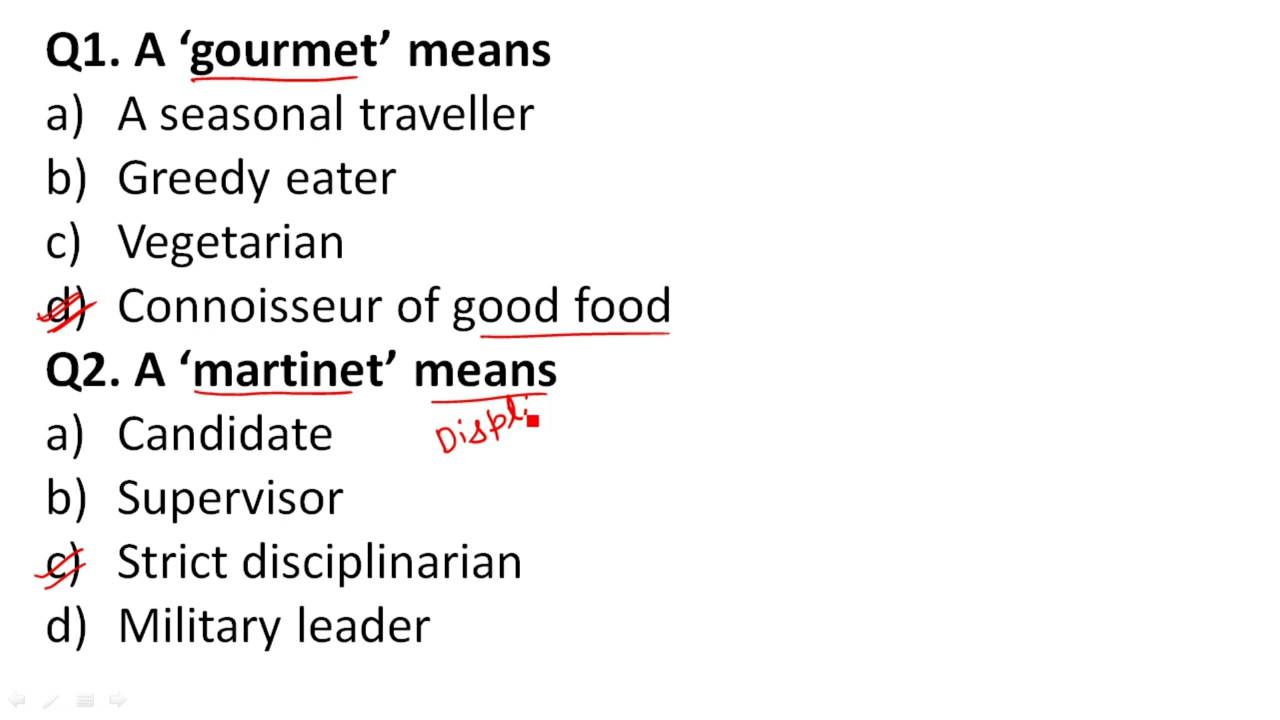 Q1. A ‘gourmet’ means
a) A seasonal traveller
b) Greedy eater
c) Vegetarian
d) Connoisseur of good food
Q2. A ‘martinet’ means
Displi
a) Candidate
b) Supervisor
c) Strict disciplinarian
d) Military leader